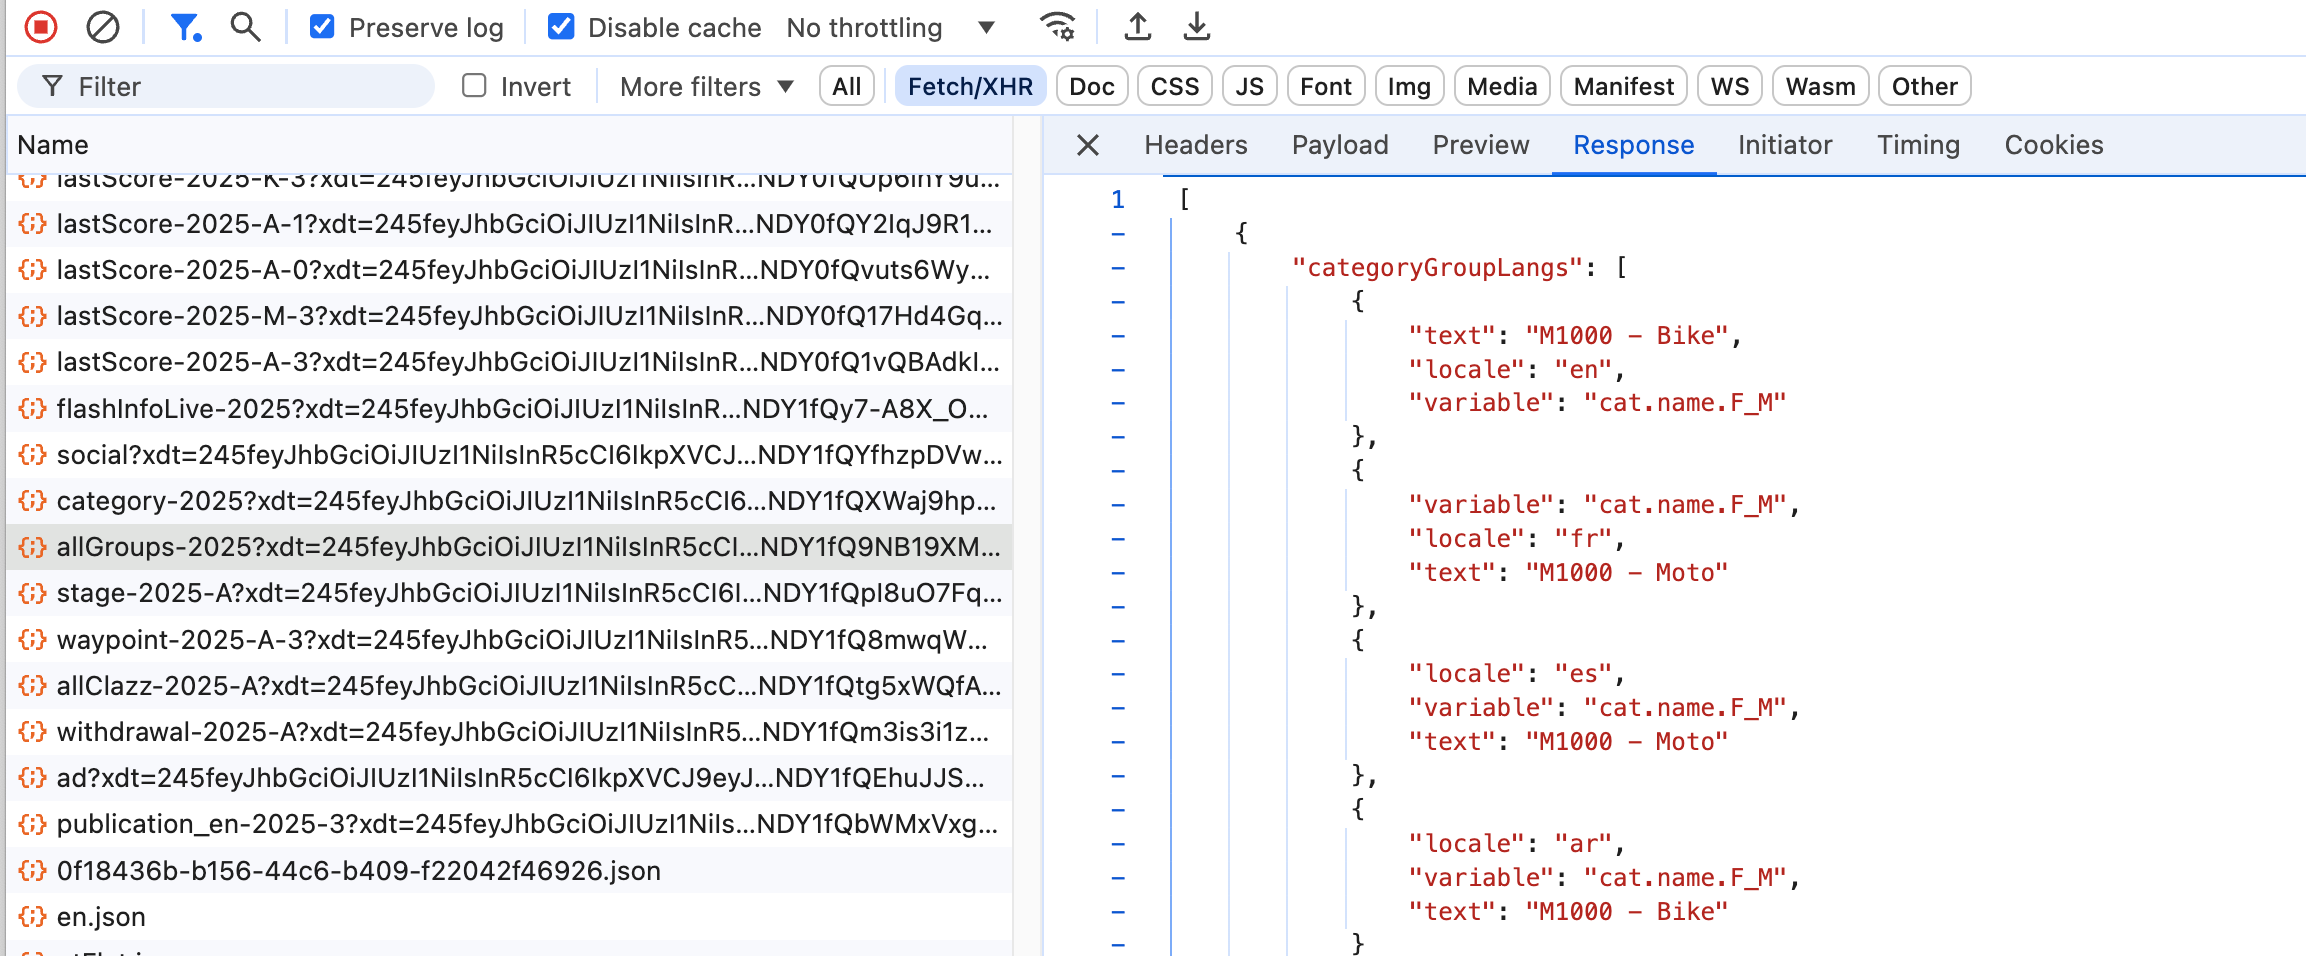 Preserve log Disable cache No throttling
Filter Invert More filters All Fetch/XHR Doc CSS JS Font Img Media Manifest WS Wasm Other
Name
lastScore-2025-K-3?xdt=245feyJhbGciOiJIUzI1NiIsInR...NDY0fQUp6lnY9u...
lastScore-2025-A-1?xdt=245feyJhbGciOiJIUzI1NiIsInR...NDY0fQY2IqJ9R1...
lastScore-2025-A-0?xdt=245feyJhbGciOiJIUzI1NiIsInR...NDY0fQvuts6Wy...
lastScore-2025-M-3?xdt=245feyJhbGciOiJIUzI1NiIsInR...NDY0fQ17Hd4Gq...
lastScore-2025-A-3?xdt=245feyJhbGciOiJIUzI1NiIsInR...NDY0fQ1vQBAdkI...
flashInfoLive-2025?xdt=245feyJhbGciOiJIUzI1NiIsInR...NDY1fQy7-A8X_O...
social?xdt=245feyJhbGciOiJIUzI1NiIsInR5cCI6IkpXVCJ...NDY1fQYfhzpDVw...
category-2025?xdt=245feyJhbGciOiJIUzI1NiIsInR5cCI6...NDY1fQXWaj9hp...
allGroups-2025?xdt=245feyJhbGciOiJIUzI1NiIsInR5cCI...NDY1fQ9NB19XM...
stage-2025-A?xdt=245feyJhbGciOiJIUzI1NiIsInR5cCI6I...NDY1fQpl8uO7Fq...
waypoint-2025-A-3?xdt=245feyJhbGciOiJIUzI1NiIsInR5...NDY1fQ8mwqW...
allClazz-2025-A?xdt=245feyJhbGciOiJIUzI1NiIsInR5cC...NDY1fQtg5xWQfA...
withdrawal-2025-A?xdt=245feyJhbGciOiJIUzI1NiIsInR5...NDY1fQm3is3i1z...
ad?xdt=245feyJhbGciOiJIUzI1NiIsInR5cCI6IkpXVCJ9eyJ...NDY1fQEhuJJS...
publication_en-2025-3?xdt=245feyJhbGciOiJIUzI1NiIs...NDY1fQbWMxVxg...
0f18436b-b156-44c6-b409-f22042f46926.json
en.json
Headers Payload Preview Response Initiator Timing Cookies
1 [
– {
– "categoryGroupLangs": [
– {
– "text": "M1000 – Bike",
– "locale": "en",
– "variable": "cat.name.F_M"
– },
– {
– "variable": "cat.name.F_M",
– "locale": "fr",
– "text": "M1000 – Moto"
– },
– {
– "locale": "es",
– "variable": "cat.name.F_M",
– "text": "M1000 – Moto"
– },
– {
– "locale": "ar",
– "variable": "cat.name.F_M",
– "text": "M1000 – Bike"
– }